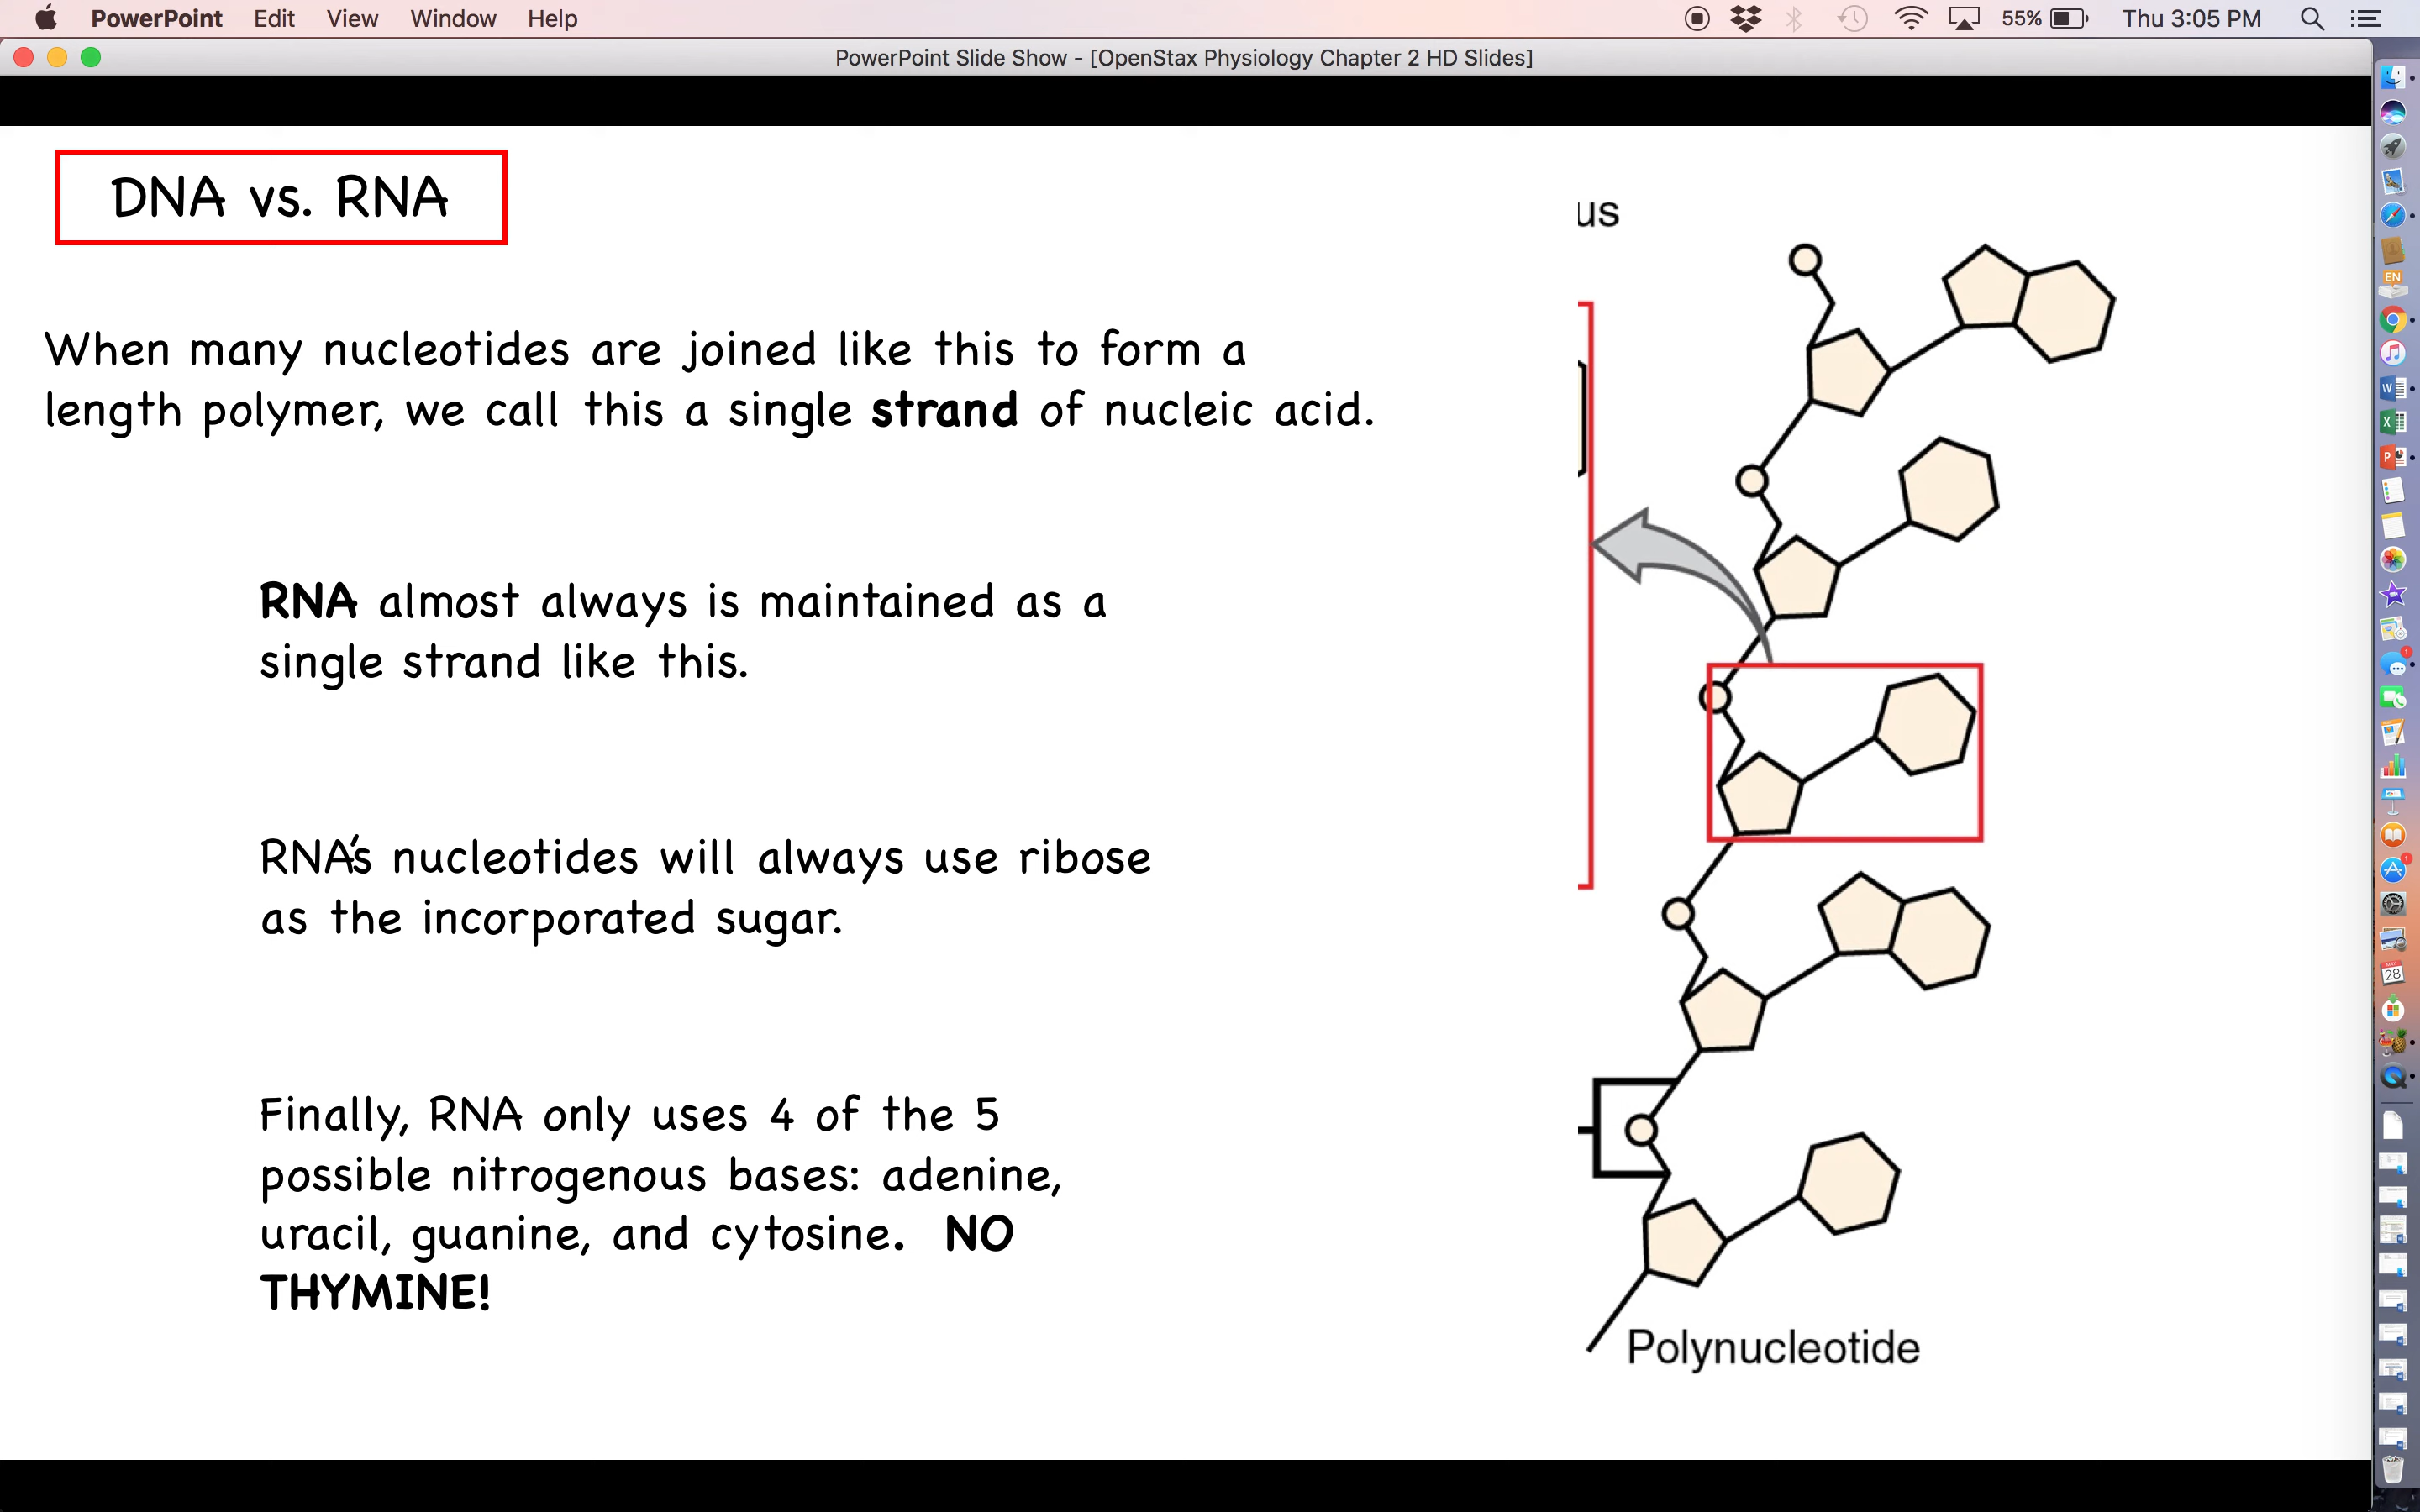 PowerPoint Edit View Window Help 55% Thu 3:05 PM
PowerPoint Slide Show - [OpenStax Physiology Chapter 2 HD Slides]
DNA vs. RNA
us
When many nucleotides are joined like this to form a
length polymer, we call this a single strand of nucleic acid.
RNA almost always is maintained as a
single strand like this.
RNA's nucleotides will always use ribose
as the incorporated sugar.
Finally, RNA only uses 4 of the 5
possible nitrogenous bases: adenine,
uracil, guanine, and cytosine. NO
THYMINE!
Polynucleotide
EN
W
X
P
1
1
28